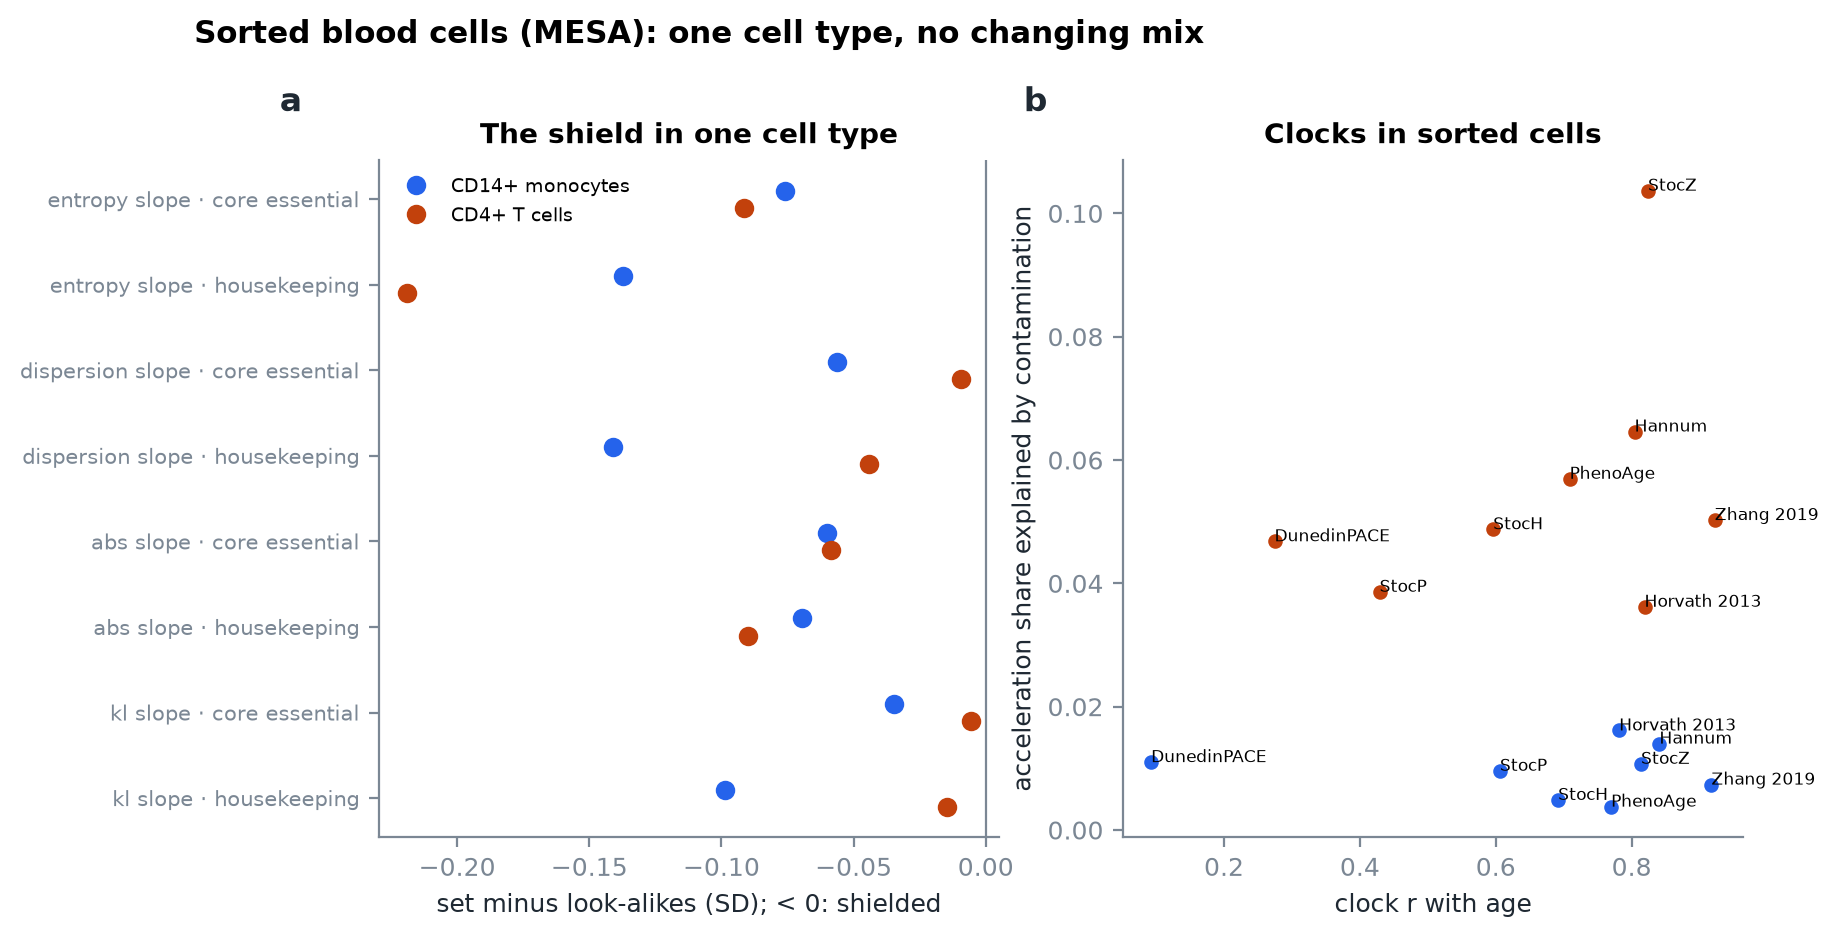 Sorted blood cells (MESA): one cell type, no changing mix
a
The shield in one cell type
CD14+ monocytes
CD4+ T cells
entropy slope · core essential
entropy slope · housekeeping
dispersion slope · core essential
dispersion slope · housekeeping
abs slope · core essential
abs slope · housekeeping
kl slope · core essential
kl slope · housekeeping
−0.20
−0.15
−0.10
−0.05
0.00
set minus look-alikes (SD); < 0: shielded
b
Clocks in sorted cells
acceleration share explained by contamination
0.10
0.08
0.06
0.04
0.02
0.00
StocZ
Hannum
PhenoAge
Zhang 2019
StocH
DunedinPACE
StocP
Horvath 2013
Horvath 2013
Hannum
StocZ
DunedinPACE
StocP
Zhang 2019
StocH
PhenoAge
0.2
0.4
0.6
0.8
clock r with age